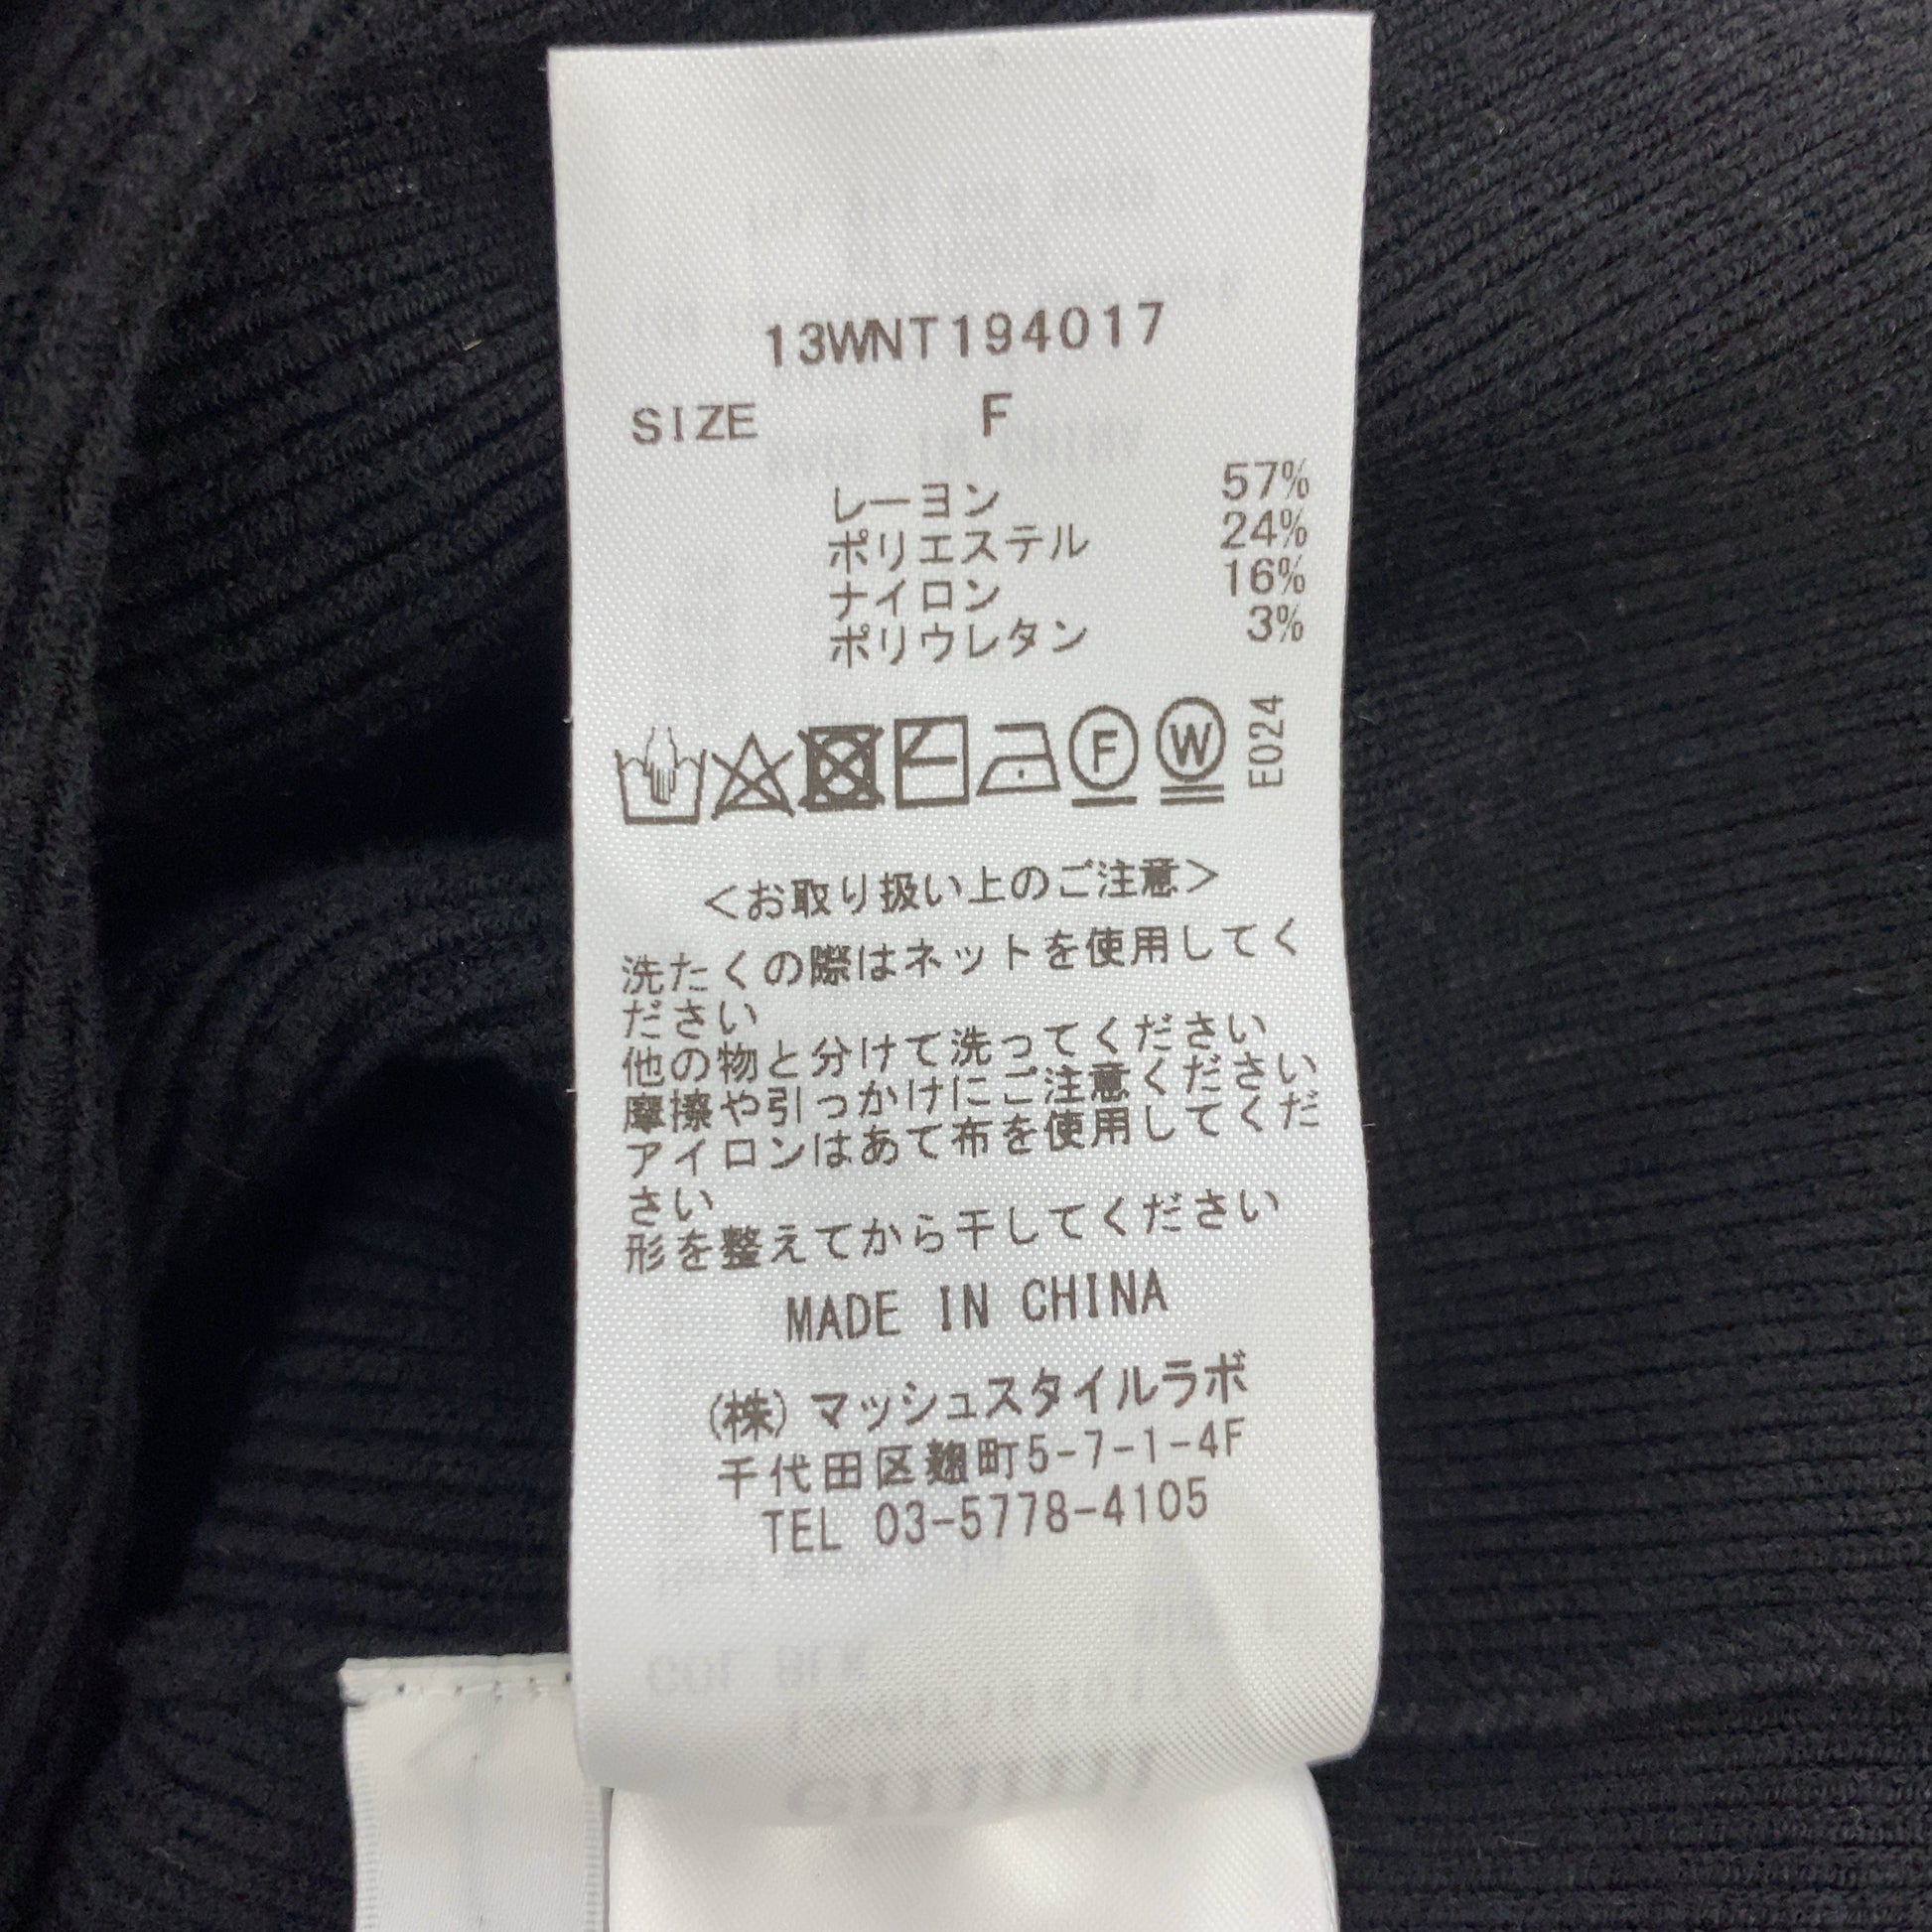 13WNT194017
SIZE F
レーヨン 57%
ポリエステル 24%
ナイロン 16%
ポリウレタン 3%
F W E024
<お取り扱い上のご注意>
洗たくの際はネットを使用してく
ださい
他の物と分けて洗ってください
摩擦や引っかけにご注意ください
アイロンはあて布を使用してくだ
さい
形を整えてから干してください
MADE IN CHINA
(株)マッシュスタイルラボ
千代田区麹町5-7-1-4F
TEL 03-5778-4105